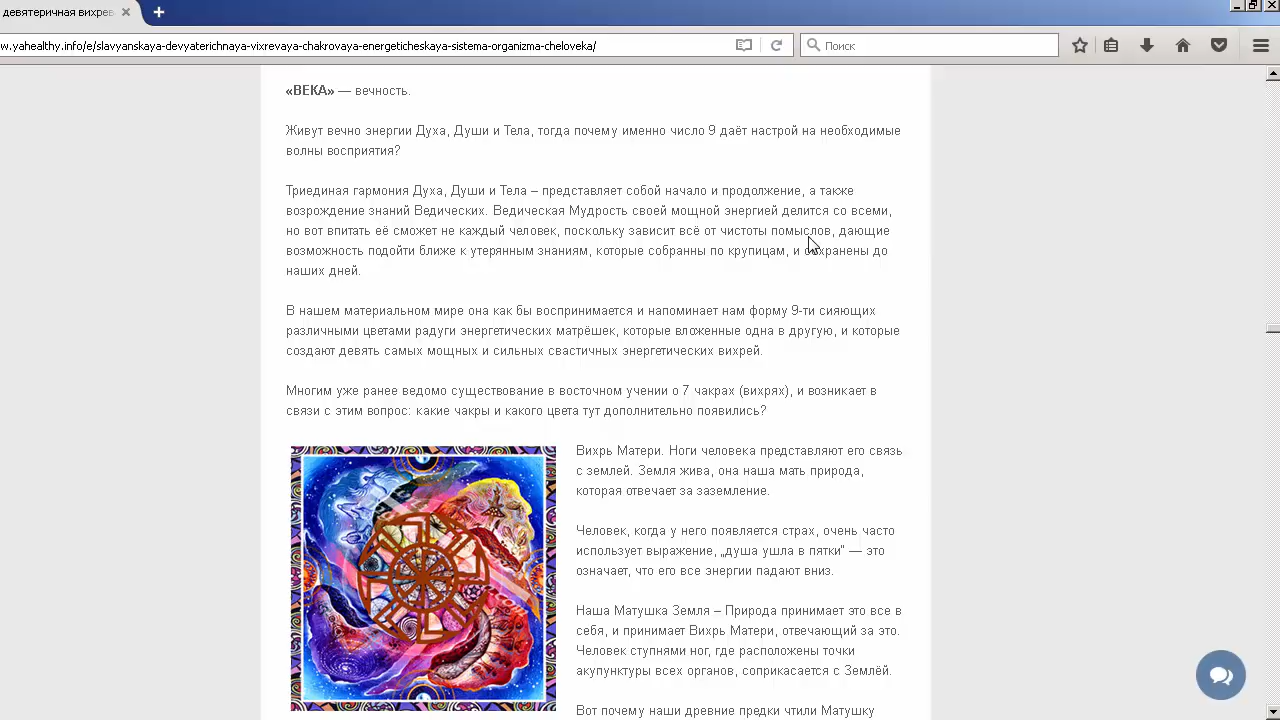 девятеричная вихрев
w.yahealthy.info/e/slavyanskaya-devyaterichnaya-vixrevaya-chakrovaya-energeticheskaya-sistema-organizma-cheloveka/
Поиск
«ВЕКА» — вечность.
Живут вечно энергии Духа, Души и Тела, тогда почему именно число 9 даёт настрой на необходимые
волны восприятия?
Триединая гармония Духа, Души и Тела – представляет собой начало и продолжение, а также
возрождение знаний Ведических. Ведическая Мудрость своей мощной энергией делится со всеми,
но вот впитать её сможет не каждый человек, поскольку зависит всё от чистоты помыслов, дающие
возможность подойти ближе к утерянным знаниям, которые собранны по крупицам, и сохранены до
наших дней.
В нашем материальном мире она как бы воспринимается и напоминает нам форму 9-ти сияющих
различными цветами радуги энергетических матрёшек, которые вложенные одна в другую, и которые
создают девять самых мощных и сильных свастичных энергетических вихрей.
Многим уже ранее ведомо существование в восточном учении о 7 чакрах (вихрях), и возникает в
связи с этим вопрос: какие чакры и какого цвета тут дополнительно появились?
Вихрь Матери. Ноги человека представляют его связь
с землей. Земля жива, она наша мать природа,
которая отвечает за заземление.
Человек, когда у него появляется страх, очень часто
использует выражение, „душа ушла в пятки” — это
означает, что его все энергии падают вниз.
Наша Матушка Земля – Природа принимает это все в
себя, и принимает Вихрь Матери, отвечающий за это.
Человек ступнями ног, где расположены точки
акупунктуры всех органов, соприкасается с Землёй.
Вот почему наши древние предки чтили Матушку